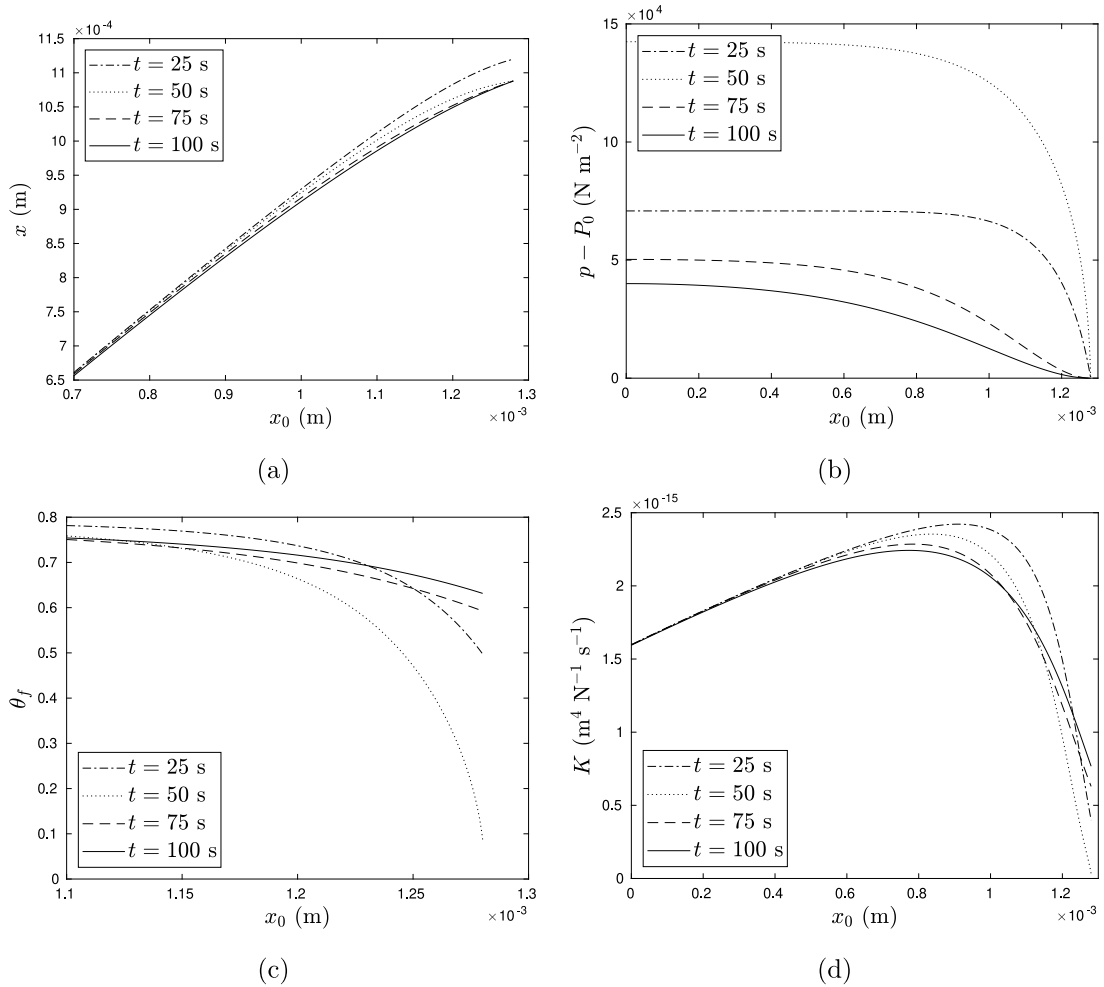 ×10⁻⁴
11.5
11
10.5
10
9.5
9
8.5
8
7.5
7
6.5
x (m)
t = 25 s
t = 50 s
t = 75 s
t = 100 s
0.7 0.8 0.9 1 1.1 1.2 1.3
x₀ (m)
×10⁻³
(a)
×10⁴
15
10
5
0
p − P₀ (N m⁻²)
t = 25 s
t = 50 s
t = 75 s
t = 100 s
0 0.2 0.4 0.6 0.8 1 1.2
x₀ (m)
×10⁻³
(b)
0.8
0.7
0.6
0.5
0.4
0.3
0.2
0.1
0
θ_f
t = 25 s
t = 50 s
t = 75 s
t = 100 s
1.1 1.15 1.2 1.25 1.3
x₀ (m)
×10⁻³
(c)
×10⁻¹⁵
2.5
2
1.5
1
0.5
0
K (m⁴ N⁻¹ s⁻¹)
t = 25 s
t = 50 s
t = 75 s
t = 100 s
0 0.2 0.4 0.6 0.8 1 1.2
x₀ (m)
×10⁻³
(d)